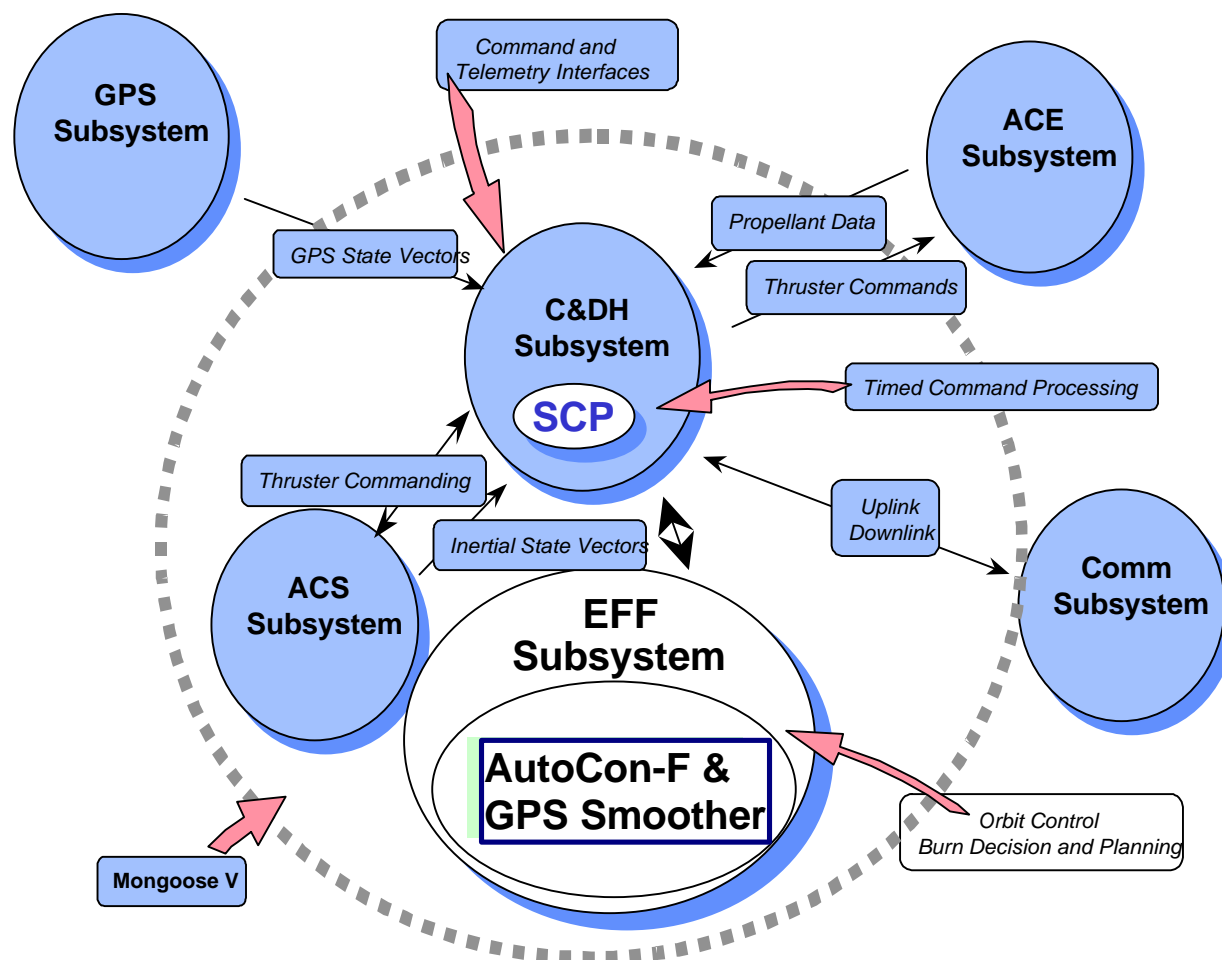 Command and
Telemetry Interfaces
GPS
Subsystem
ACE
Subsystem
Propellant Data
GPS State Vectors
Thruster Commands
C&DH
Subsystem
SCP
Timed Command Processing
Thruster Commanding
Uplink
Downlink
Inertial State Vectors
ACS
Subsystem
Comm
Subsystem
EFF
Subsystem
AutoCon-F &
GPS Smoother
Orbit Control
Burn Decision and Planning
Mongoose V